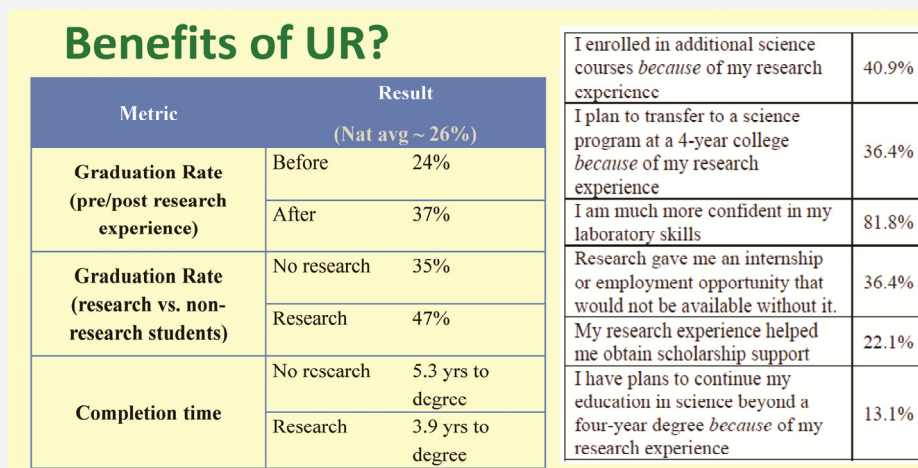 Benefits of UR?
Metric
Result
(Nat avg ~ 26%)
Graduation Rate
(pre/post research
experience)
Before 24%
After 37%
Graduation Rate
(research vs. non-
research students)
No research 35%
Research 47%
Completion time
No research 5.3 yrs to
degree
Research 3.9 yrs to
degree
I enrolled in additional science
courses because of my research
experience
40.9%
I plan to transfer to a science
program at a 4-year college
because of my research
experience
36.4%
I am much more confident in my
laboratory skills
81.8%
Research gave me an internship
or employment opportunity that
would not be available without it.
36.4%
My research experience helped
me obtain scholarship support
22.1%
I have plans to continue my
education in science beyond a
four-year degree because of my
research experience
13.1%